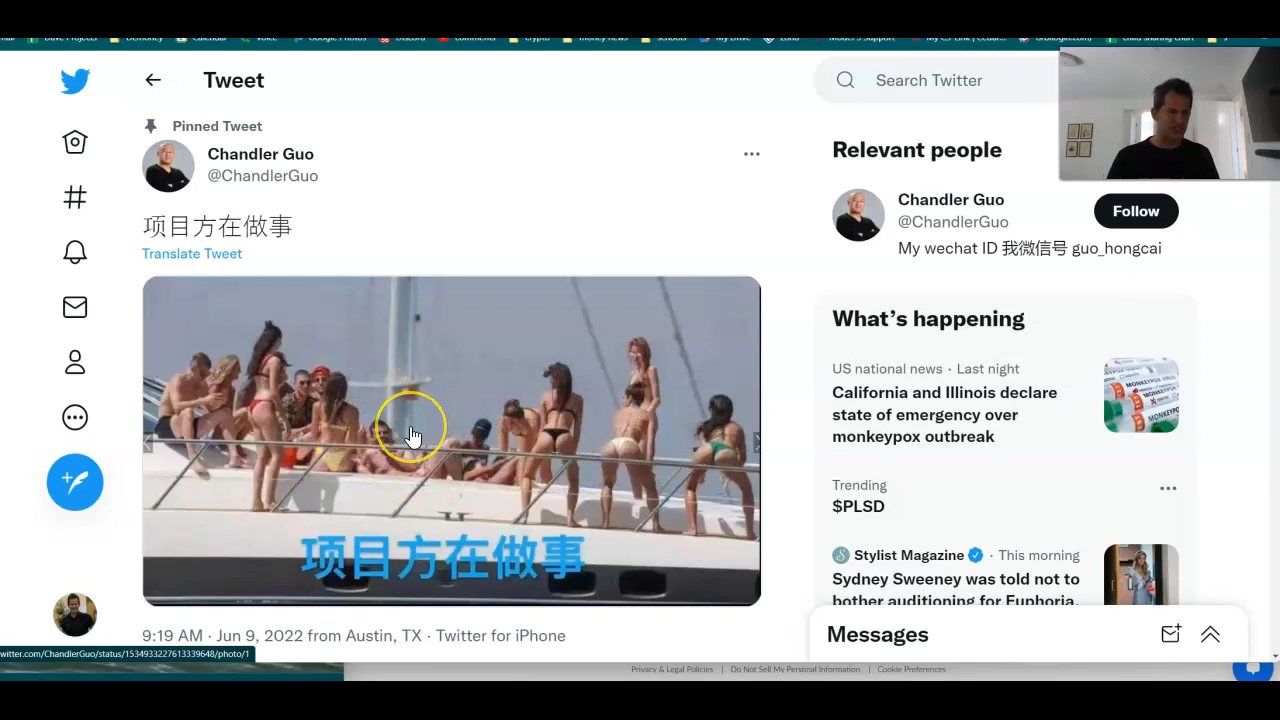 Tweet
Search Twitter
Pinned Tweet
Chandler Guo
@ChandlerGuo
项目方在做事
Translate Tweet
项目方在做事
9:19 AM · Jun 9, 2022 from Austin, TX · Twitter for iPhone
Relevant people
Chandler Guo
@ChandlerGuo
Follow
My wechat ID 我微信号 guo_hongcai
What's happening
US national news · Last night
California and Illinois declare
state of emergency over
monkeypox outbreak
MONKEYPOX
Trending
$PLSD
Stylist Magazine · This morning
Sydney Sweeney was told not to
bother auditioning for Euphoria.
Messages
witter.com/ChandlerGuo/status/1534933227613339648/photo/1
Privacy & Legal Policies | Do Not Sell My Personal Information | Cookie Preferences